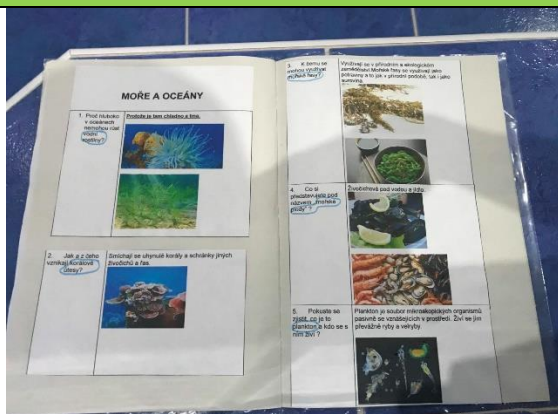 MOŘE A OCEÁNY
1. Proč hluboko
v oceánech
nemohou růst
vodní
rostliny?
Protože je tam chladno a tma.
2. Jak a z čeho
vznikají korálové
útesy?
Smíchají se uhynulé korály a schránky jiných
živočichů a řas.
3. K čemu se
mohou využívat
mořské řasy?
Využívají se v přírodním a ekologickém
zemědělství. Mořské řasy se využívají jako
potraviny a to jak v přírodní podobě, tak i jako
surovina.
4. Co si
představujete pod
názvem „mořské
plody"?
Živočichové pod vodou a jídlo.
5. Pokuste se
zjistit, co je to
plankton a kdo se s
ním živí ?
Plankton je soubor mikroskopických organismů
pasivně se vznášejících v prostředí. Živí se jím
převážně ryby a velryby.